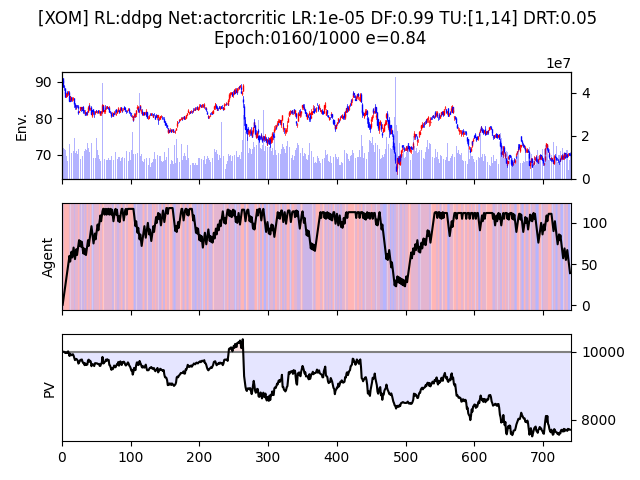 [XOM] RL:ddpg Net:actorcritic LR:1e-05 DF:0.99 TU:[1,14] DRT:0.05
Epoch:0160/1000 e=0.84
1e7
90
80
70
Env.
4
2
0
Agent
100
50
0
PV
10000
8000
0 100 200 300 400 500 600 700